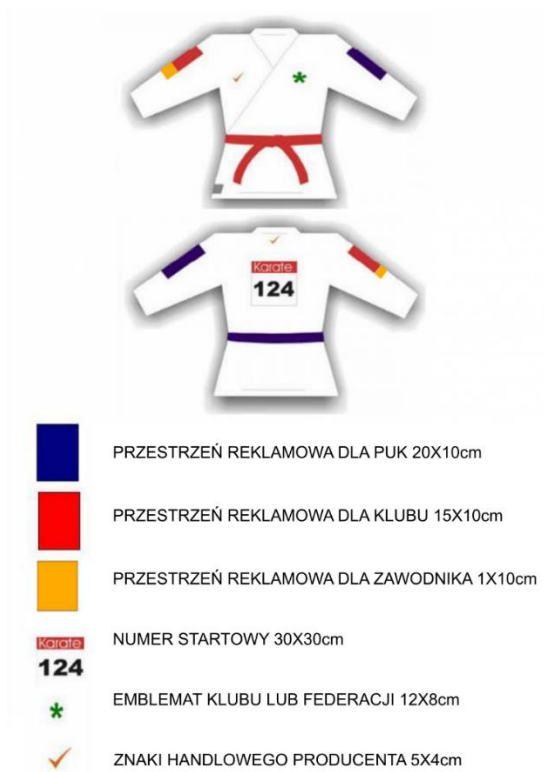 Karate
124
PRZESTRZEŃ REKLAMOWA DLA PUK 20X10cm
PRZESTRZEŃ REKLAMOWA DLA KLUBU 15X10cm
PRZESTRZEŃ REKLAMOWA DLA ZAWODNIKA 1X10cm
Karate
124
NUMER STARTOWY 30X30cm
EMBLEMAT KLUBU LUB FEDERACJI 12X8cm
ZNAKI HANDLOWEGO PRODUCENTA 5X4cm